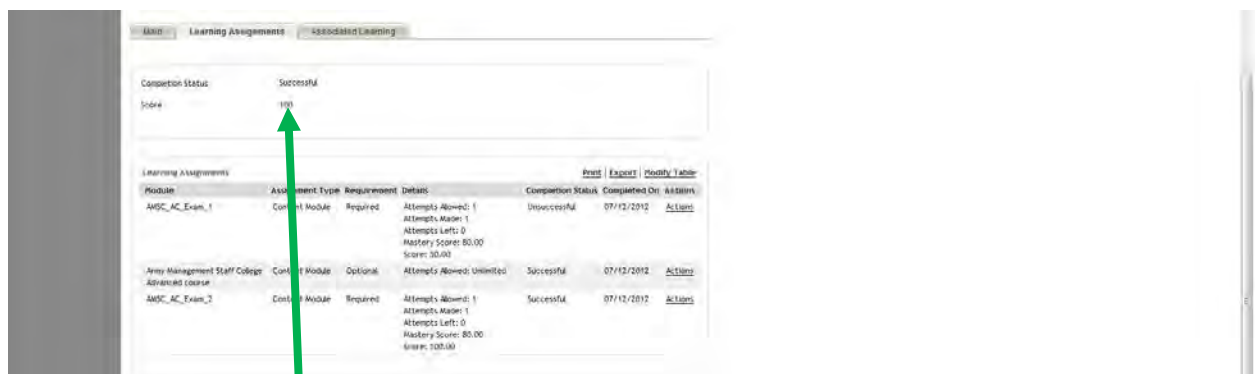 Main Learning Assignments Associated Learning
Completion Status Successful
Score 100
Learning Assignments Print | Export | Modify Table
Module Assignment Type Requirement Details Completion Status Completed On Actions
AMSC_AC_Exam_1 Content Module Required Attempts Allowed: 1 Unsuccessful 07/12/2012 Actions
Attempts Made: 1
Attempts Left: 0
Mastery Score: 80.00
Score: 50.00
Army Management Staff College Content Module Optional Attempts Allowed: Unlimited Successful 07/12/2012 Actions
Advanced course
AMSC_AC_Exam_2 Content Module Required Attempts Allowed: 1 Successful 07/12/2012 Actions
Attempts Made: 1
Attempts Left: 0
Mastery Score: 80.00
Score: 100.00